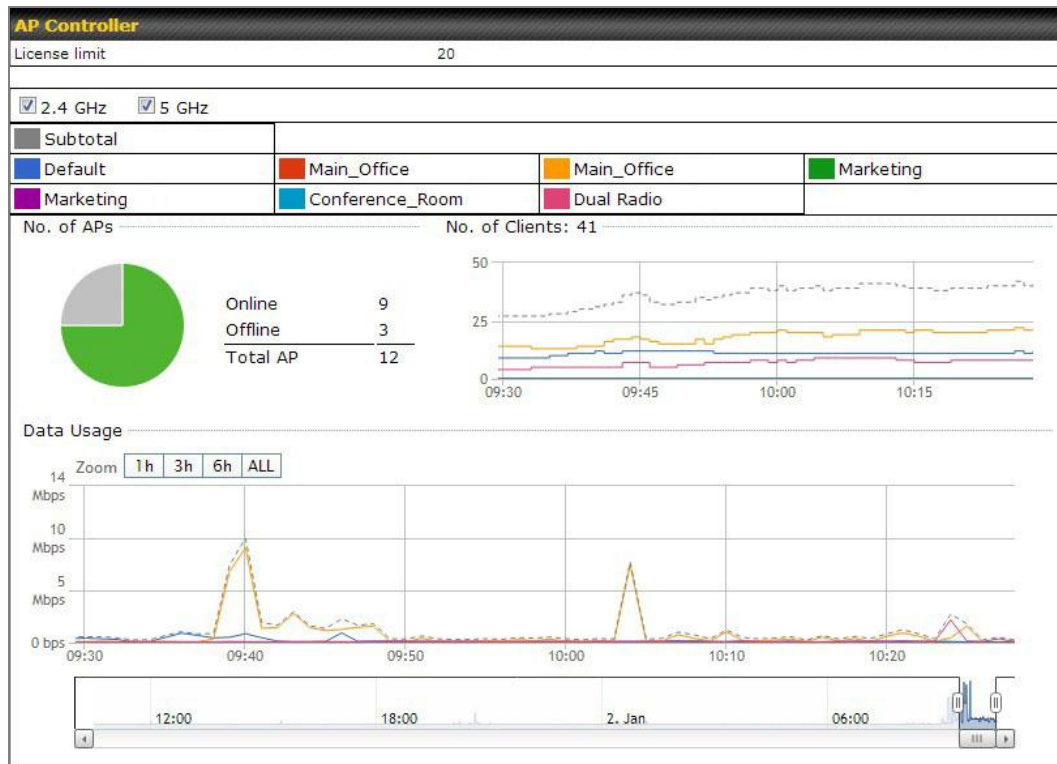 AP Controller
License limit 20
2.4 GHz 5 GHz
Subtotal
Default Main_Office Main_Office Marketing
Marketing Conference_Room Dual Radio
No. of APs No. of Clients: 41
Online 9
Offline 3
Total AP 12
50
25
0
09:30 09:45 10:00 10:15
Data Usage
Zoom 1h 3h 6h ALL
14
Mbps
10
Mbps
5
Mbps
0 bps
09:30 09:40 09:50 10:00 10:10 10:20
12:00 18:00 2. Jan 06:00